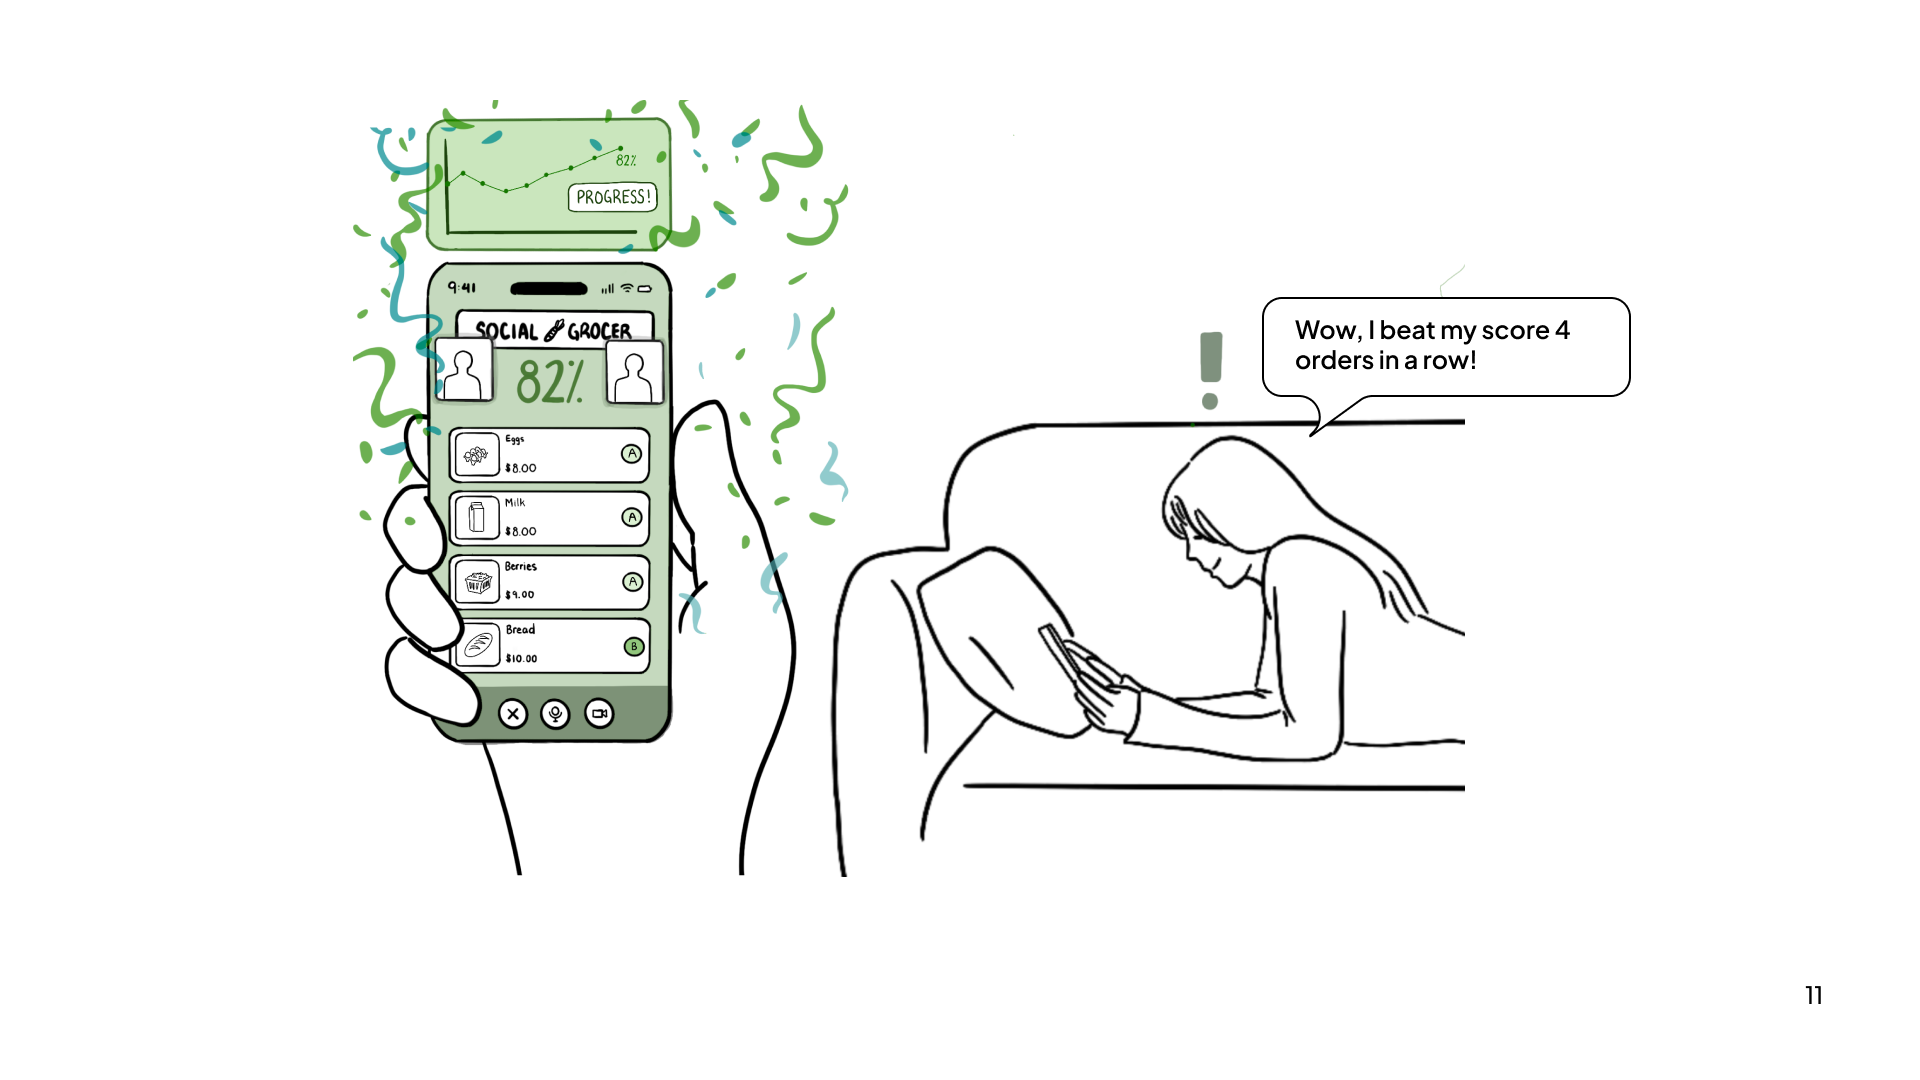 82%
PROGRESS!
9:41
SOCIAL GROCER
82%
Eggs
$8.00
A
Milk
$8.00
A
Berries
$9.00
A
Bread
$10.00
B
!
Wow, I beat my score 4
orders in a row!
11